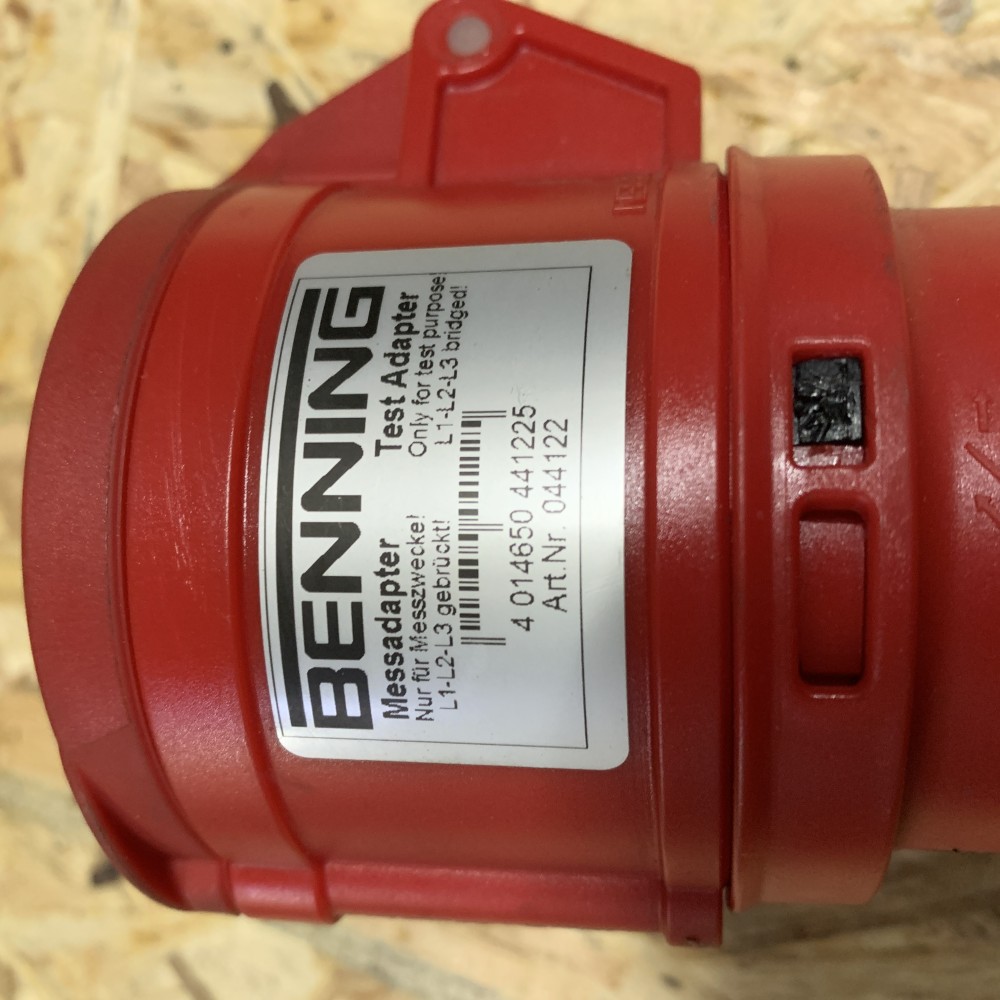 BENNING
Messadapter Test Adapter
Nur für Messzwecke! Only for test purpose!
L1-L2-L3 gebrückt! L1-L2-L3 bridged!
4 014650 441225
Art.Nr. 044122